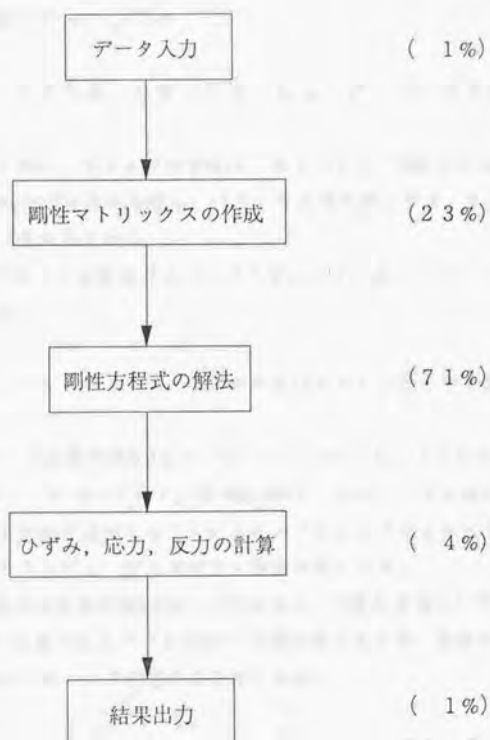 データ入力 ( 1%)
剛性マトリックスの作成 (23%)
剛性方程式の解法 (71%)
ひずみ，応力，反力の計算 ( 4%)
結果出力 ( 1%)